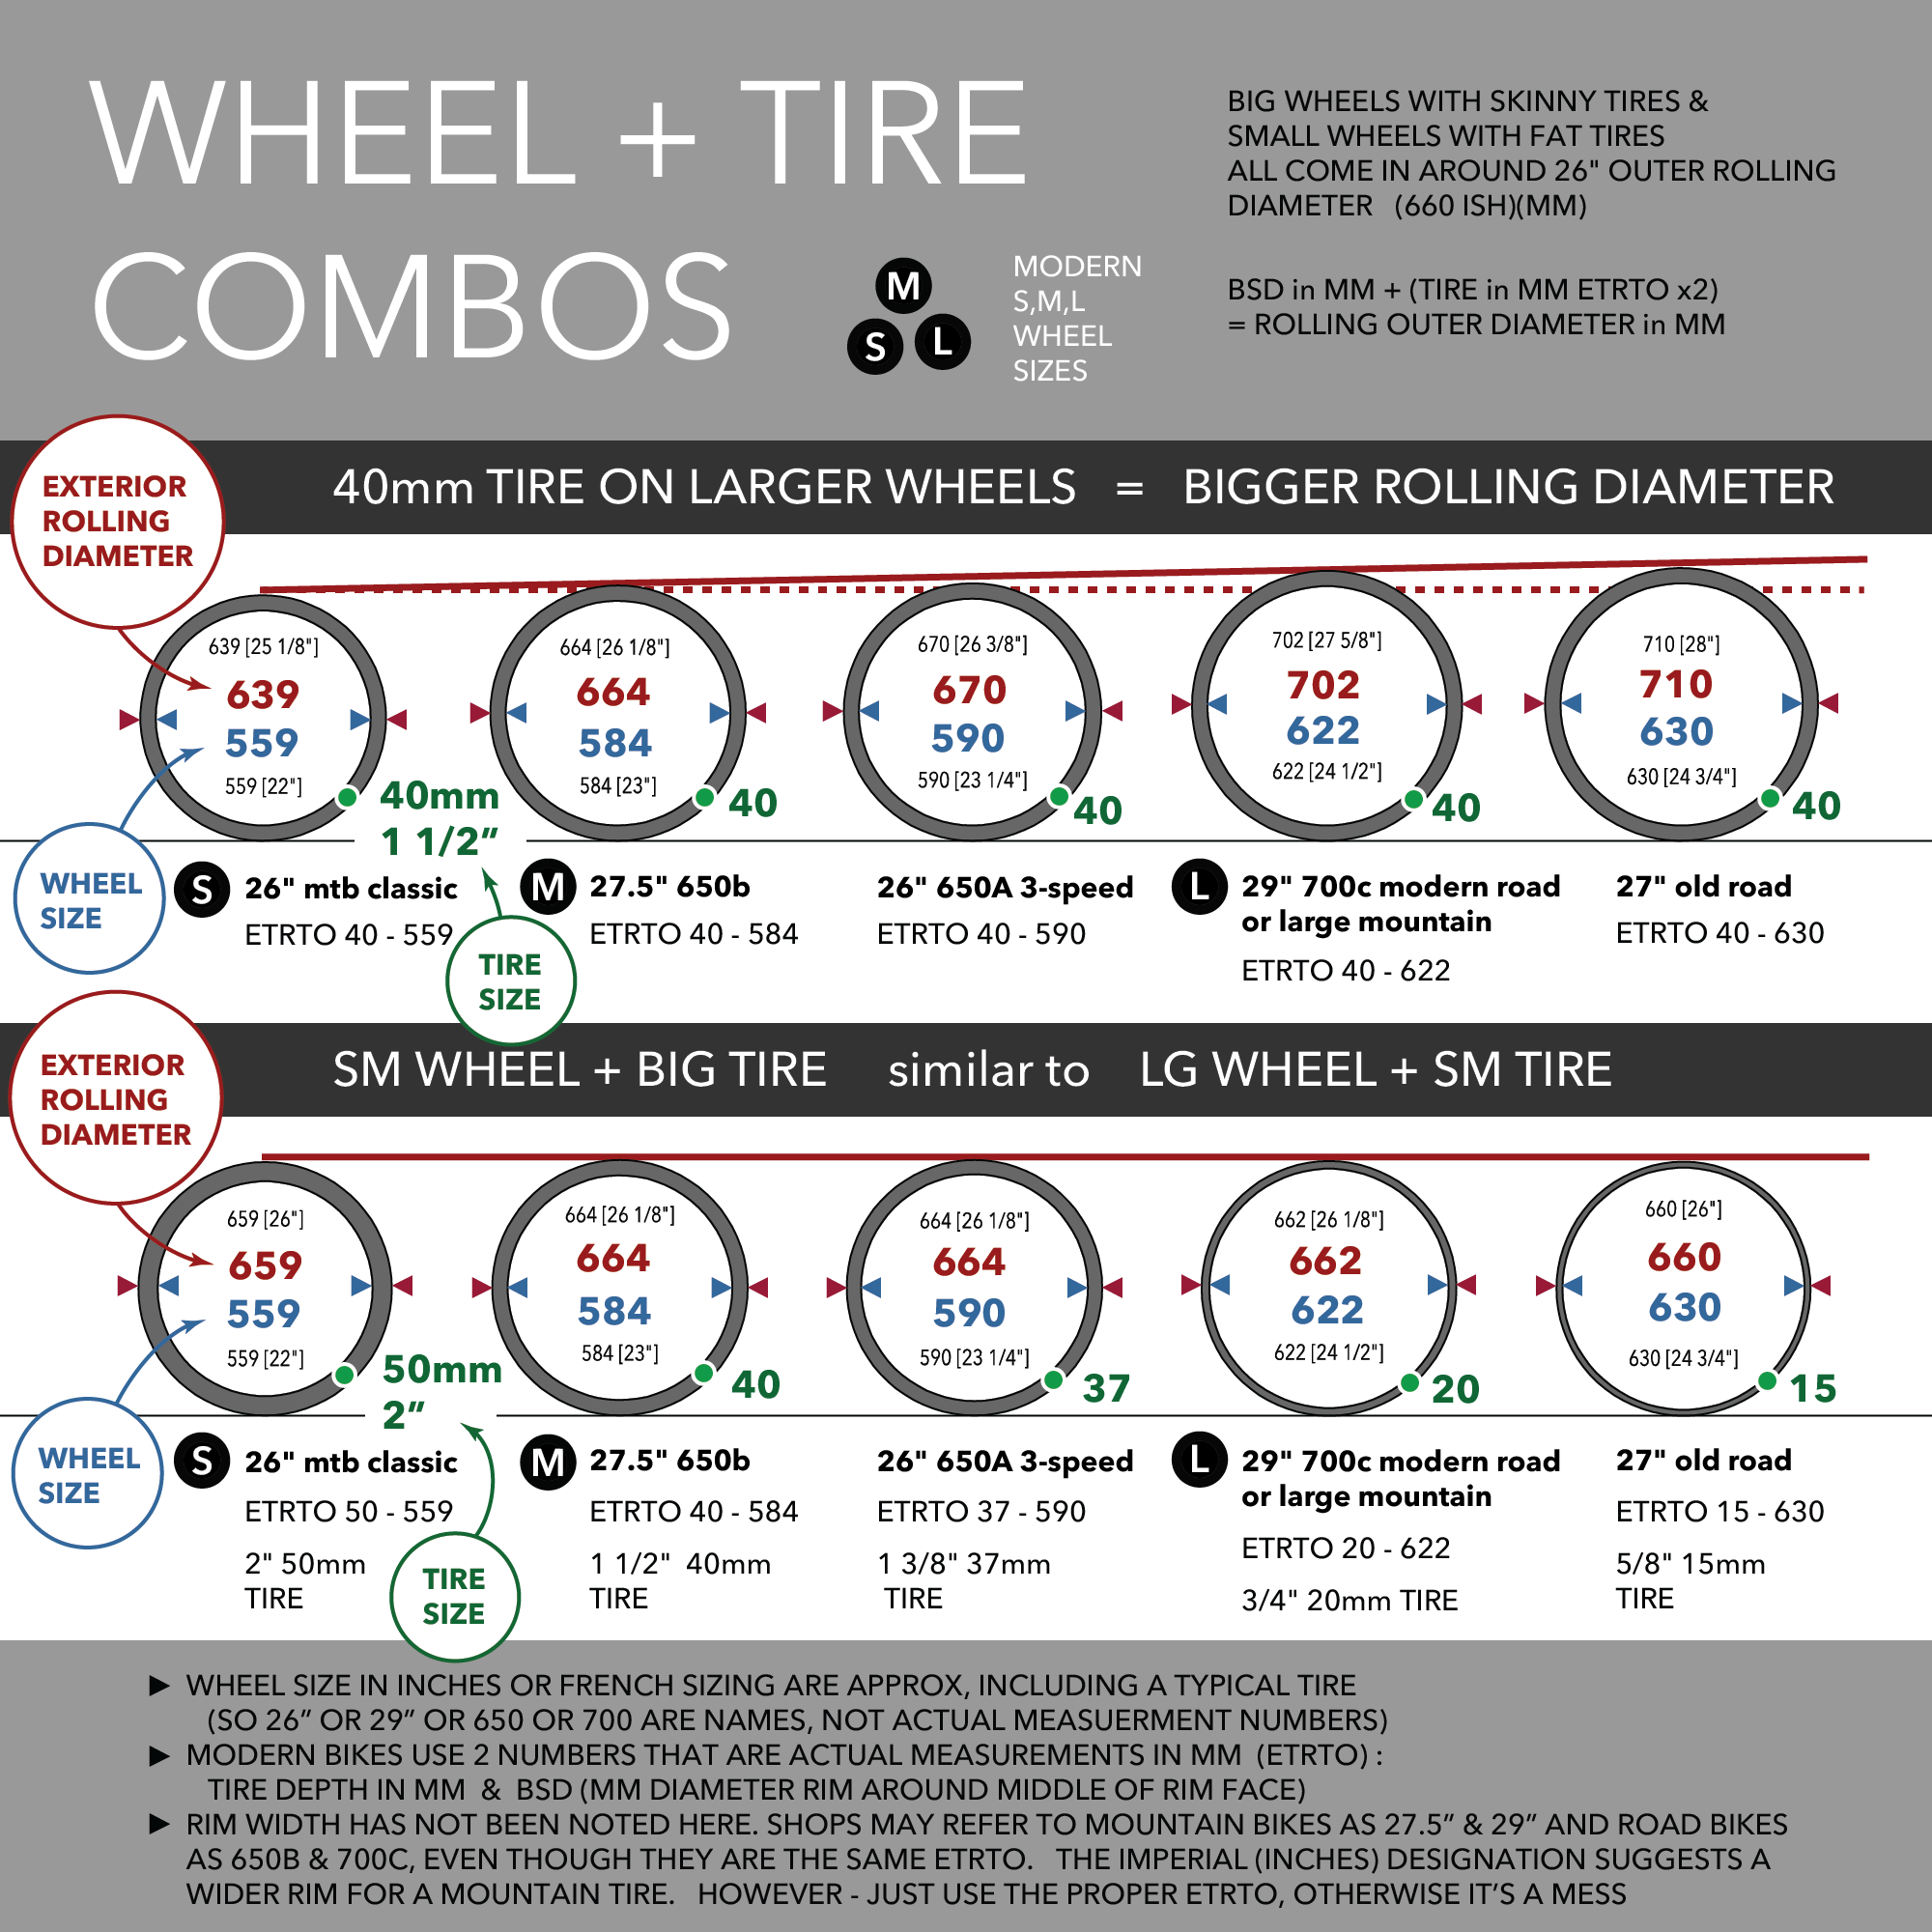 WHEEL + TIRE
COMBOS
M
S
L
MODERN
S,M,L
WHEEL
SIZES
BIG WHEELS WITH SKINNY TIRES &
SMALL WHEELS WITH FAT TIRES
ALL COME IN AROUND 26" OUTER ROLLING
DIAMETER (660 ISH)(MM)
BSD in MM + (TIRE in MM ETRTO x2)
= ROLLING OUTER DIAMETER in MM
EXTERIOR
ROLLING
DIAMETER
40mm TIRE ON LARGER WHEELS = BIGGER ROLLING DIAMETER
639 [25 1/8"]
639
559
559 [22"]
40mm
1 1/2”
664 [26 1/8"]
664
584
584 [23"]
40
670 [26 3/8"]
670
590
590 [23 1/4"]
40
702 [27 5/8"]
702
622
622 [24 1/2"]
40
710 [28"]
710
630
630 [24 3/4"]
40
WHEEL
SIZE
S
26" mtb classic
ETRTO 40 - 559
TIRE
SIZE
M
27.5" 650b
ETRTO 40 - 584
26" 650A 3-speed
ETRTO 40 - 590
L
29" 700c modern road
or large mountain
ETRTO 40 - 622
27" old road
ETRTO 40 - 630
EXTERIOR
ROLLING
DIAMETER
SM WHEEL + BIG TIRE similar to LG WHEEL + SM TIRE
659 [26"]
659
559
559 [22"]
50mm
2”
664 [26 1/8"]
664
584
584 [23"]
40
664 [26 1/8"]
664
590
590 [23 1/4"]
37
662 [26 1/8"]
662
622
622 [24 1/2"]
20
660 [26"]
660
630
630 [24 3/4"]
15
WHEEL
SIZE
S
26" mtb classic
ETRTO 50 - 559
2" 50mm
TIRE
TIRE
SIZE
M
27.5" 650b
ETRTO 40 - 584
1 1/2" 40mm
TIRE
26" 650A 3-speed
ETRTO 37 - 590
1 3/8" 37mm
TIRE
L
29" 700c modern road
or large mountain
ETRTO 20 - 622
3/4" 20mm TIRE
27" old road
ETRTO 15 - 630
5/8" 15mm
TIRE
► WHEEL SIZE IN INCHES OR FRENCH SIZING ARE APPROX, INCLUDING A TYPICAL TIRE
(SO 26” OR 29” OR 650 OR 700 ARE NAMES, NOT ACTUAL MEASUERMENT NUMBERS)
► MODERN BIKES USE 2 NUMBERS THAT ARE ACTUAL MEASUREMENTS IN MM (ETRTO) :
TIRE DEPTH IN MM & BSD (MM DIAMETER RIM AROUND MIDDLE OF RIM FACE)
► RIM WIDTH HAS NOT BEEN NOTED HERE. SHOPS MAY REFER TO MOUNTAIN BIKES AS 27.5” & 29” AND ROAD BIKES
AS 650B & 700C, EVEN THOUGH THEY ARE THE SAME ETRTO. THE IMPERIAL (INCHES) DESIGNATION SUGGESTS A
WIDER RIM FOR A MOUNTAIN TIRE. HOWEVER - JUST USE THE PROPER ETRTO, OTHERWISE IT’S A MESS